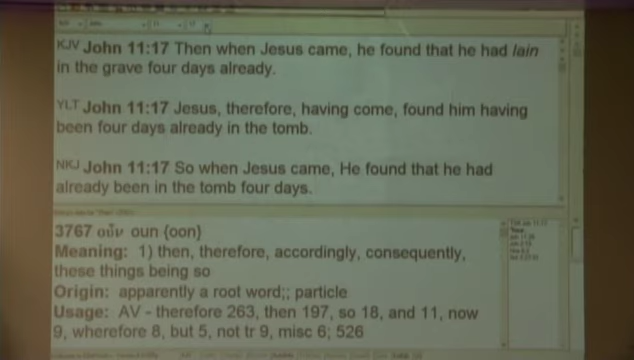 KJV John 11:17 Then when Jesus came, he found that he had lain
in the grave four days already.
YLT John 11:17 Jesus, therefore, having come, found him having
been four days already in the tomb.
NKJ John 11:17 So when Jesus came, He found that he had
already been in the tomb four days.
3767 οὖν oun {oon}
Meaning: 1) then, therefore, accordingly, consequently,
these things being so
Origin: apparently a root word;; particle
Usage: AV - therefore 263, then 197, so 18, and 11, now
9, wherefore 8, but 5, not tr 9, misc 6; 526